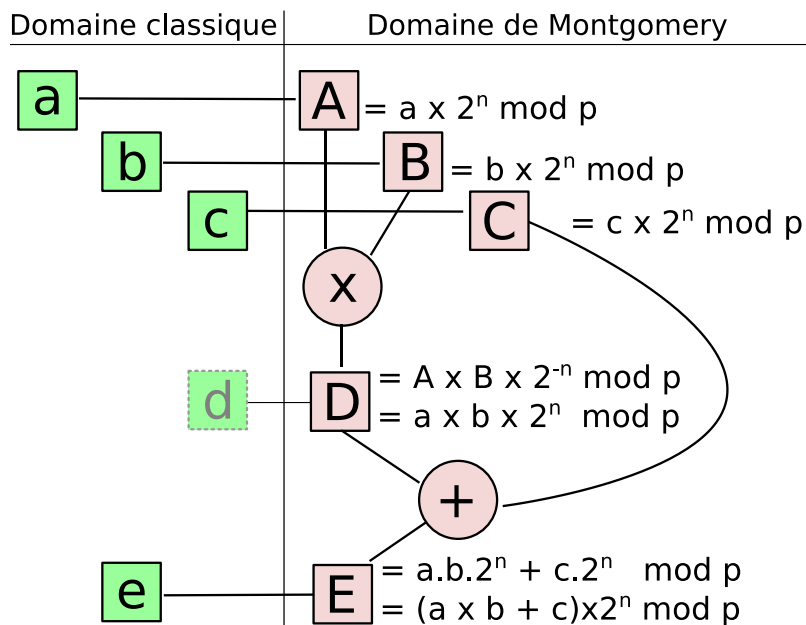 Domaine classique Domaine de Montgomery
a A = a x 2ⁿ mod p
b B = b x 2ⁿ mod p
c C = c x 2ⁿ mod p
x
d D = A x B x 2⁻ⁿ mod p
= a x b x 2ⁿ mod p
+
e E = a.b.2ⁿ + c.2ⁿ mod p
= (a x b + c)x2ⁿ mod p